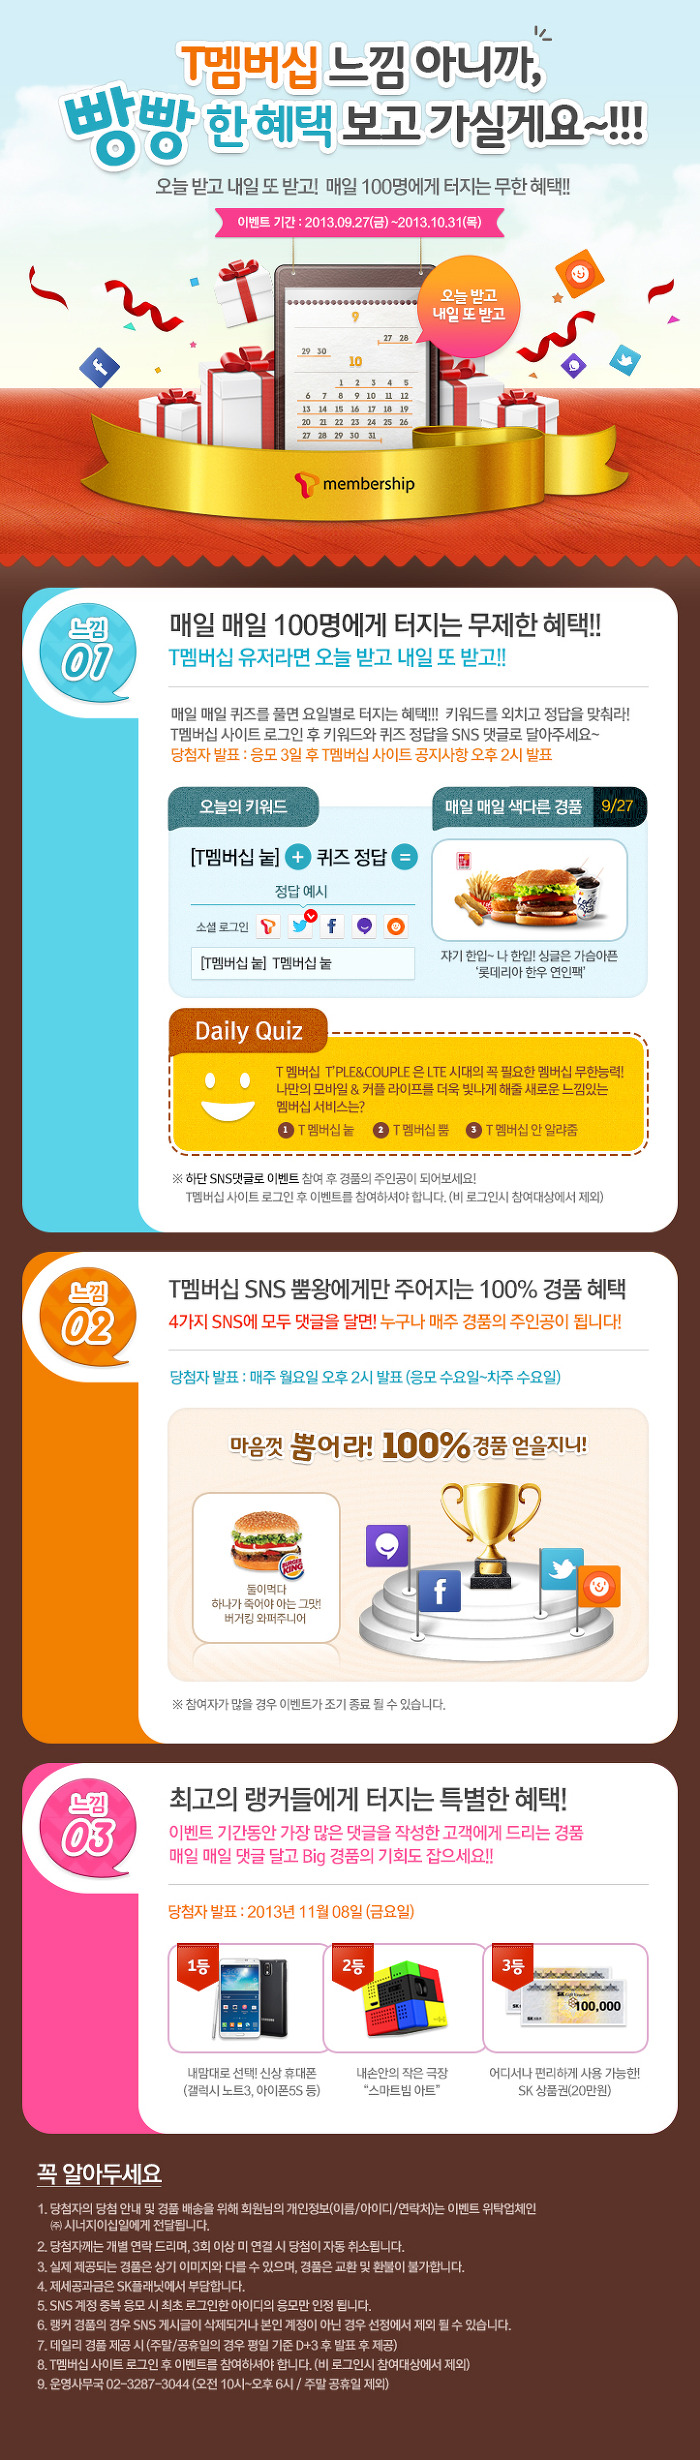 T멤버십 느낌 아니까,
빵빵한 혜택 보고 가실게요~!!!
오늘 받고 내일 또 받고! 매일 100명에게 터지는 무한 혜택!!
이벤트 기간 : 2013.09.27(금) ~2013.10.31(목)
오늘 받고
내일 또 받고
9
27 28
29 30
10
1 2 3 4 5
6 7 8 9 10 11 12
13 14 15 16 17 18 19
20 21 22 23 24 25 26
27 28 29 30 31
T membership
느낌
01
매일 매일 100명에게 터지는 무제한 혜택!!
T멤버십 유저라면 오늘 받고 내일 또 받고!!
매일 매일 퀴즈를 풀면 요일별로 터지는 혜택!!! 키워드를 외치고 정답을 맞춰라!
T멤버십 사이트 로그인 후 키워드와 퀴즈 정답을 SNS 댓글로 달아주세요~
당첨자 발표 : 응모 3일 후 T멤버십 사이트 공지사항 오후 2시 발표
오늘의 키워드
매일 매일 색다른 경품 9/27
[T멤버십 눝] + 퀴즈 정답 =
정답 예시
소셜 로그인
[T멤버십 눝] T멤버십 눝
쟈기 한입~ 나 한입! 싱글은 가슴아픈
'롯데리아 한우 연인팩'
Daily Quiz
T 멤버십 T'PLE&COUPLE 은 LTE 시대의 꼭 필요한 멤버십 무한능력!
나만의 모바일 & 커플 라이프를 더욱 빛나게 해줄 새로운 느낌있는
멤버십 서비스는?
1 T 멤버십 눝 2 T 멤버십 뿜 3 T 멤버십 안 알랴줌
※ 하단 SNS댓글로 이벤트 참여 후 경품의 주인공이 되어보세요!
T멤버십 사이트 로그인 후 이벤트를 참여하셔야 합니다. (비 로그인시 참여대상에서 제외)
느낌
02
T멤버십 SNS 뿜왕에게만 주어지는 100% 경품 혜택
4가지 SNS에 모두 댓글을 달면! 누구나 매주 경품의 주인공이 됩니다!
당첨자 발표 : 매주 월요일 오후 2시 발표 (응모 수요일~차주 수요일)
마음껏 뿜어라! 100% 경품 얻을지니!
BURGER KING
둘이먹다
하나가 죽어야 아는 그맛!
버거킹 와퍼주니어
※ 참여자가 많을 경우 이벤트가 조기 종료 될 수 있습니다.
느낌
03
최고의 랭커들에게 터지는 특별한 혜택!
이벤트 기간동안 가장 많은 댓글을 작성한 고객에게 드리는 경품
매일 매일 댓글 달고 Big 경품의 기회도 잡으세요!!
당첨자 발표 : 2013년 11월 08일 (금요일)
1등
2등
3등
SK Gift Voucher
100,000
내맘대로 선택! 신상 휴대폰
(갤럭시 노트3, 아이폰5S 등)
내손안의 작은 극장
“스마트빔 아트”
어디서나 편리하게 사용 가능한!
SK 상품권(20만원)
꼭 알아두세요
1. 당첨자의 당첨 안내 및 경품 배송을 위해 회원님의 개인정보(이름/아이디/연락처)는 이벤트 위탁업체인
㈜ 시너지이십일에게 전달됩니다.
2. 당첨자께는 개별 연락 드리며, 3회 이상 미 연결 시 당첨이 자동 취소됩니다.
3. 실제 제공되는 경품은 상기 이미지와 다를 수 있으며, 경품은 교환 및 환불이 불가합니다.
4. 제세공과금은 SK플래닛에서 부담합니다.
5. SNS 계정 중복 응모 시 최초 로그인한 아이디의 응모만 인정 됩니다.
6. 랭커 경품의 경우 SNS 게시글이 삭제되거나 본인 계정이 아닌 경우 선정에서 제외 될 수 있습니다.
7. 데일리 경품 제공 시 (주말/공휴일의 경우 평일 기준 D+3 후 발표 후 제공)
8. T멤버십 사이트 로그인 후 이벤트를 참여하셔야 합니다. (비 로그인시 참여대상에서 제외)
9. 운영사무국 02-3287-3044 (오전 10시~오후 6시 / 주말 공휴일 제외)